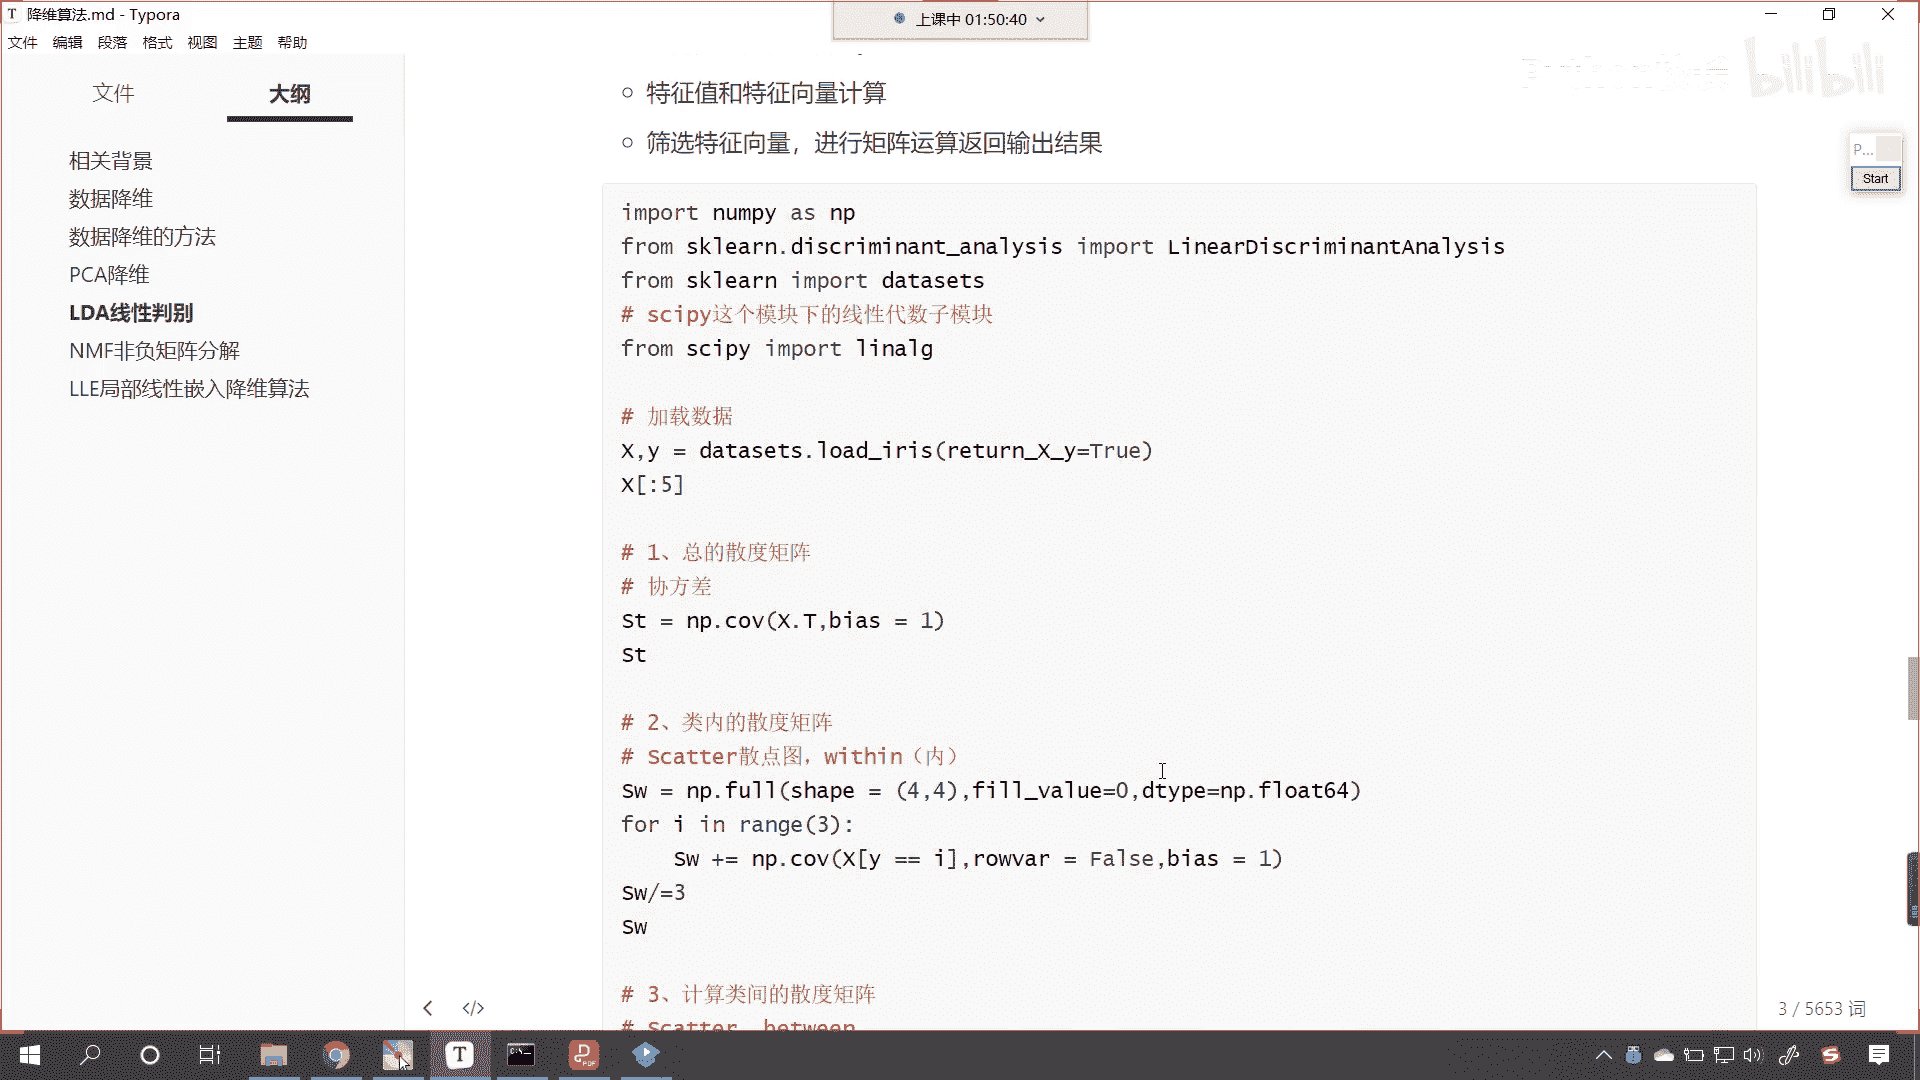 降维算法.md - Typora
上课中 01:50:40
文件 编辑 段落 格式 视图 主题 帮助
bilibili
文件 大纲
相关背景
数据降维
数据降维的方法
PCA降维
LDA线性判别
NMF非负矩阵分解
LLE局部线性嵌入降维算法
特征值和特征向量计算
筛选特征向量，进行矩阵运算返回输出结果
P...
Start
import numpy as np
from sklearn.discriminant_analysis import LinearDiscriminantAnalysis
from sklearn import datasets
# scipy这个模块下的线性代数子模块
from scipy import linalg
# 加载数据
X,y = datasets.load_iris(return_X_y=True)
X[:5]
# 1、总的散度矩阵
# 协方差
St = np.cov(X.T,bias = 1)
St
# 2、类内的散度矩阵
# Scatter散点图，within（内）
Sw = np.full(shape = (4,4),fill_value=0,dtype=np.float64)
for i in range(3):
    Sw += np.cov(X[y == i],rowvar = False,bias = 1)
Sw/=3
Sw
# 3、计算类间的散度矩阵
# Scatter between
3 / 5653 词